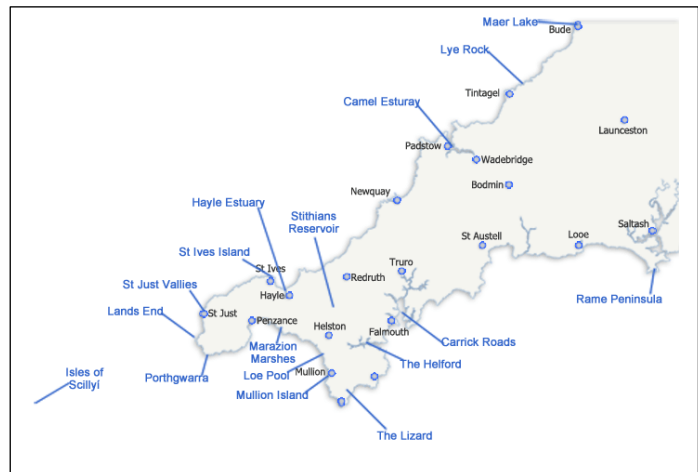 Maer Lake
Bude
Lye Rock
Tintagel
Camel Esturay
Launceston
Padstow
Wadebridge
Bodmin
Newquay
Hayle Estuary
Stithians
Reservoir
St Austell
Looe
Saltash
St Ives Island
St Ives
Truro
Redruth
St Just Vallies
Hayle
Rame Peninsula
Lands End
St Just
Penzance
Helston
Falmouth
Carrick Roads
Marazion
Marshes
The Helford
Isles of
Scillyi
Porthgwarra
Loe Pool
Mullion
Mullion Island
The Lizard